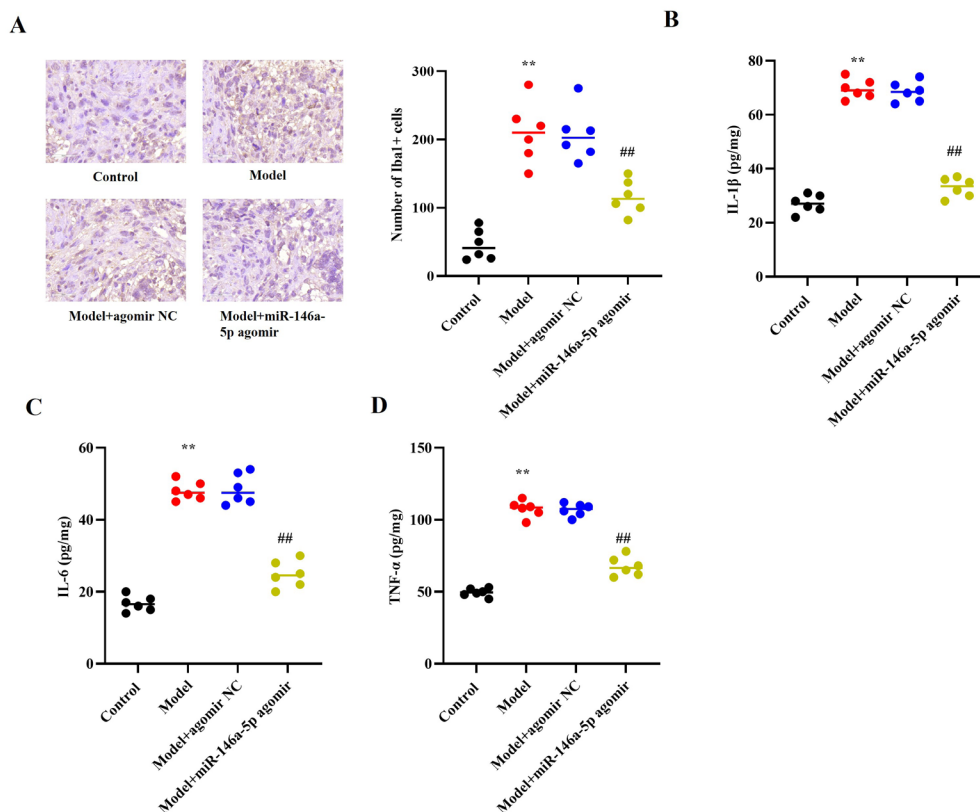 A
Control
Model
Model+agomir NC
Model+miR-146a-
5p agomir
Number of Iba1+ cells
300
200
100
0
**
##
Control
Model
Model+agomir NC
Model+miR-146a-5p agomir
B
IL-1β (pg/mg)
80
60
40
20
0
**
##
Control
Model
Model+agomir NC
Model+miR-146a-5p agomir
C
IL-6 (pg/mg)
60
40
20
0
**
##
Control
Model
Model+agomir NC
Model+miR-146a-5p agomir
D
TNF-α (pg/mg)
150
100
50
0
**
##
Control
Model
Model+agomir NC
Model+miR-146a-5p agomir